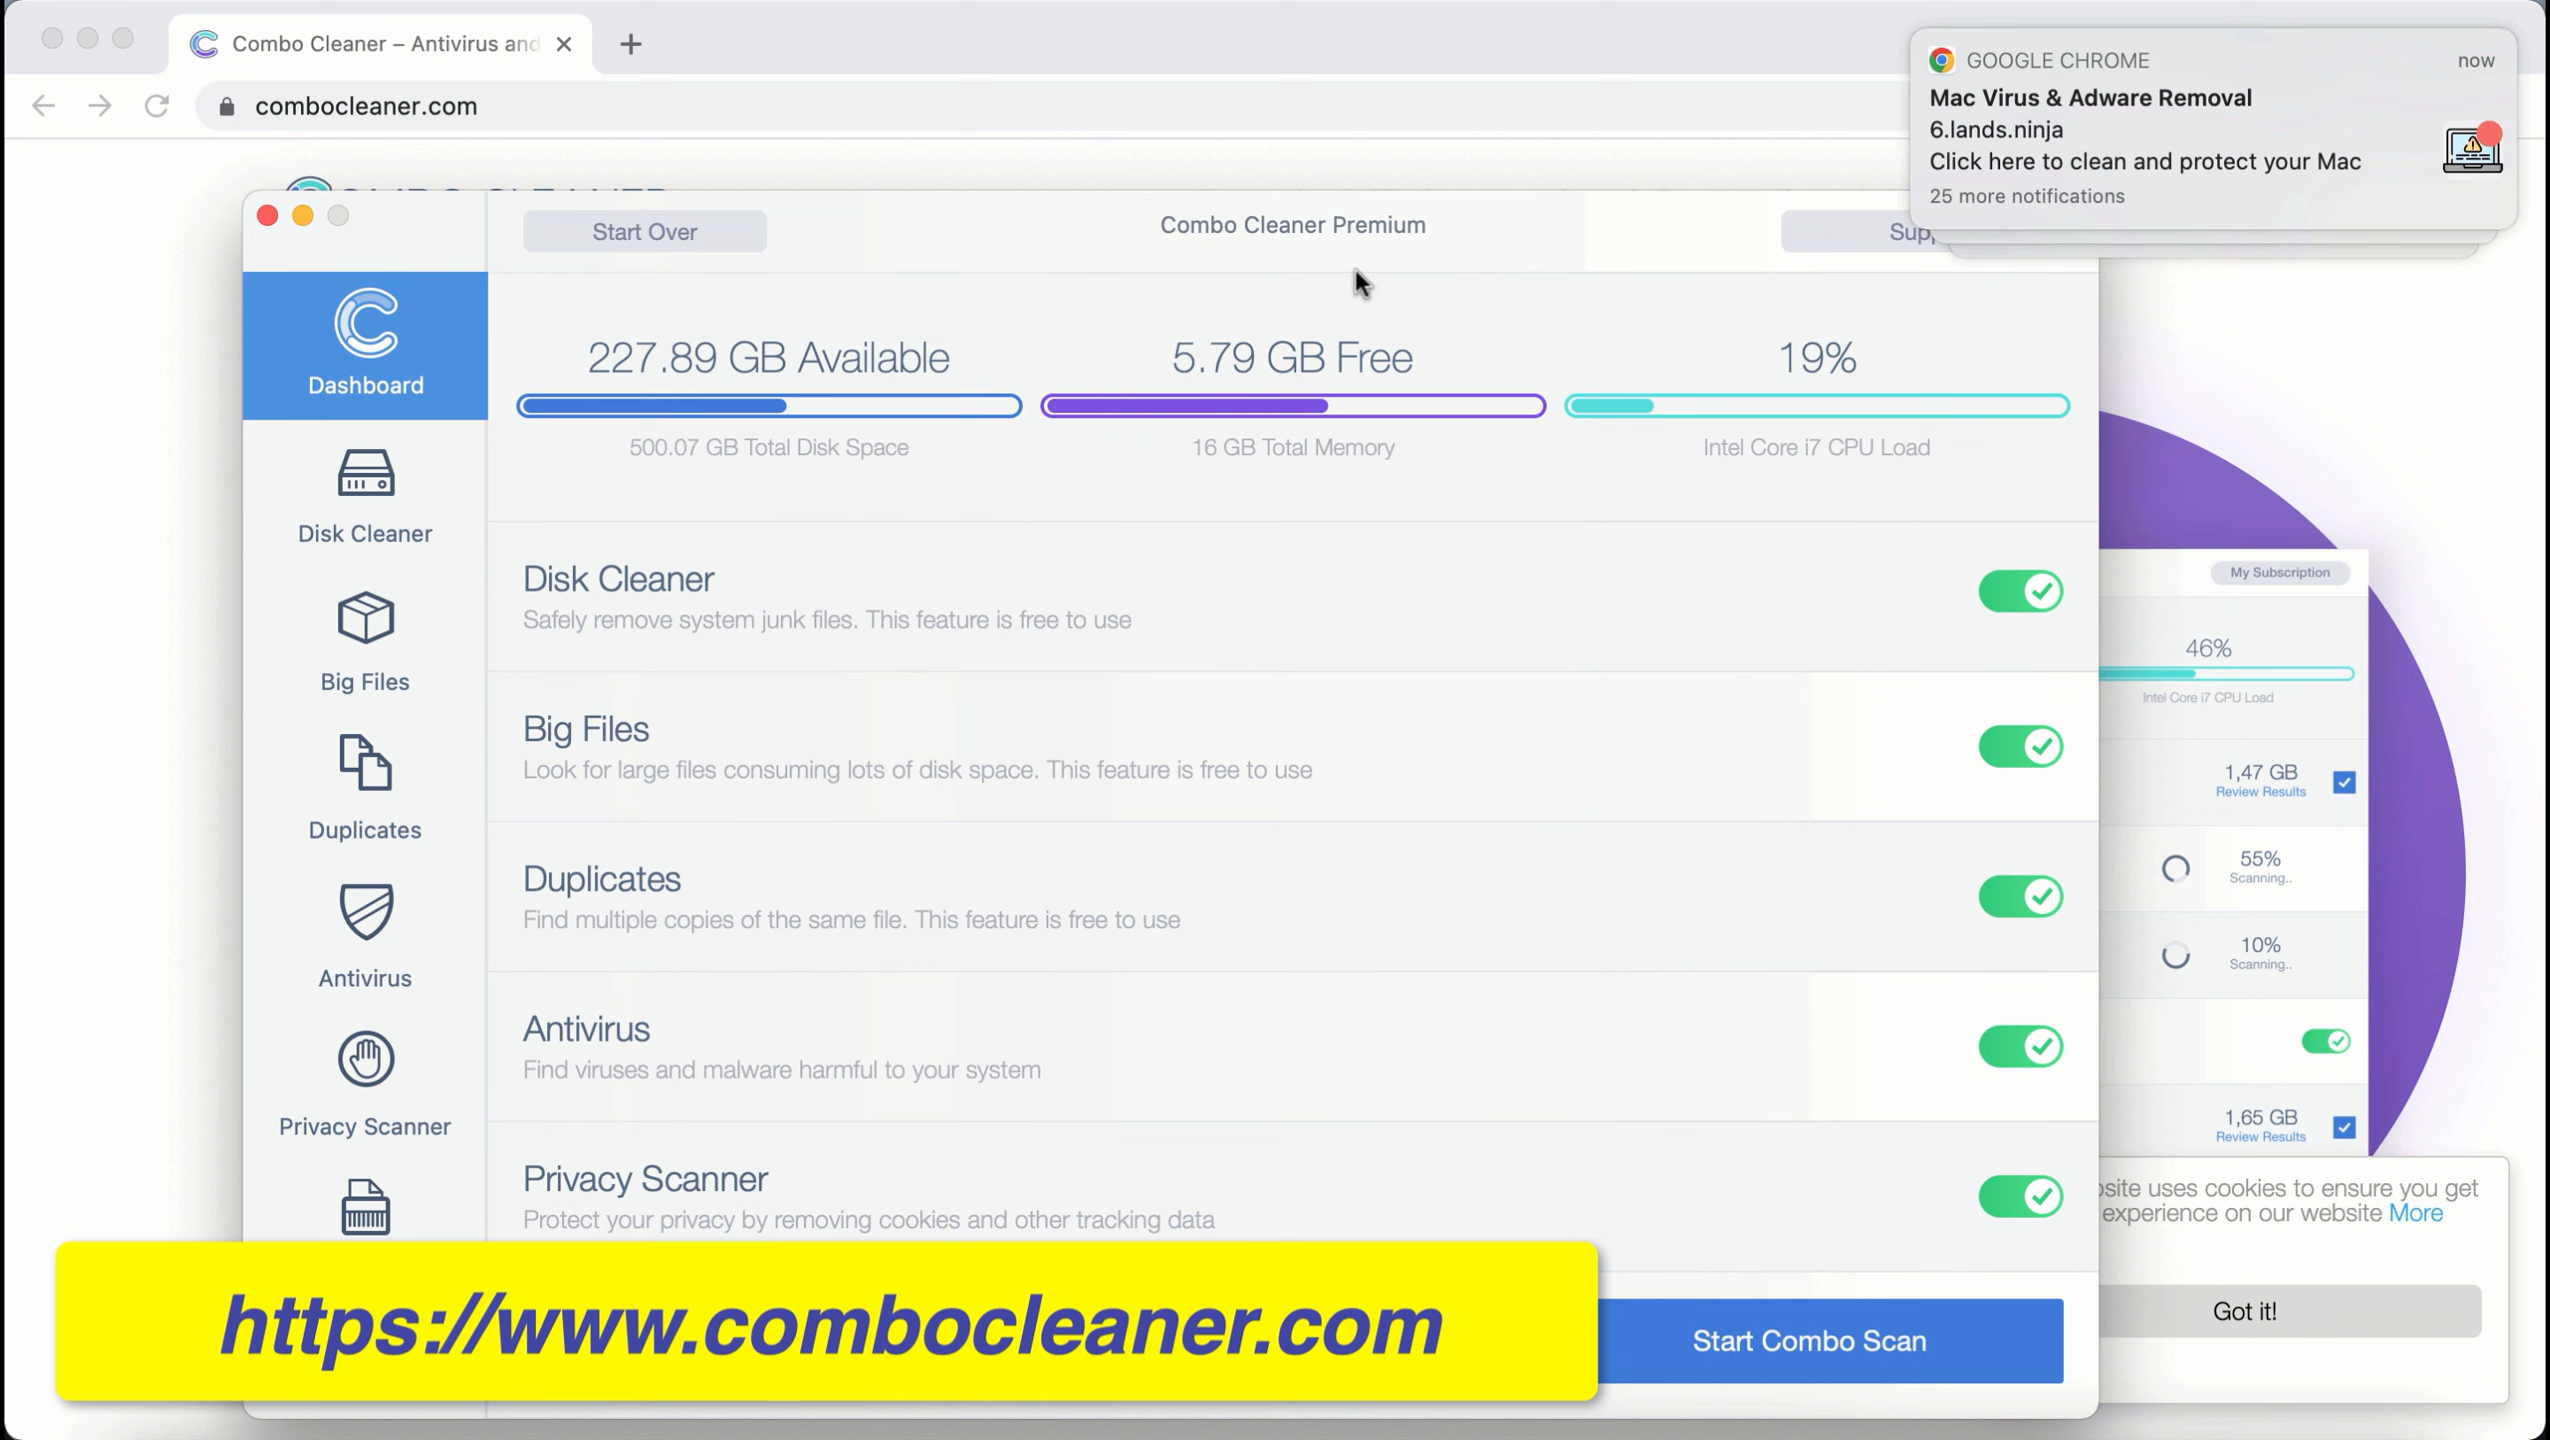 Combo Cleaner – Antivirus and
combocleaner.com
GOOGLE CHROME
now
Mac Virus & Adware Removal
6.lands.ninja
Click here to clean and protect your Mac
25 more notifications
Start Over
Combo Cleaner Premium
Supp
Dashboard
Disk Cleaner
Big Files
Duplicates
Antivirus
Privacy Scanner
227.89 GB Available
500.07 GB Total Disk Space
5.79 GB Free
16 GB Total Memory
19%
Intel Core i7 CPU Load
Disk Cleaner
Safely remove system junk files. This feature is free to use
Big Files
Look for large files consuming lots of disk space. This feature is free to use
Duplicates
Find multiple copies of the same file. This feature is free to use
Antivirus
Find viruses and malware harmful to your system
Privacy Scanner
Protect your privacy by removing cookies and other tracking data
Start Combo Scan
My Subscription
46%
Intel Core i7 CPU Load
1,47 GB
Review Results
55%
Scanning..
10%
Scanning..
1,65 GB
Review Results
site uses cookies to ensure you get
experience on our website More
Got it!
https://www.combocleaner.com